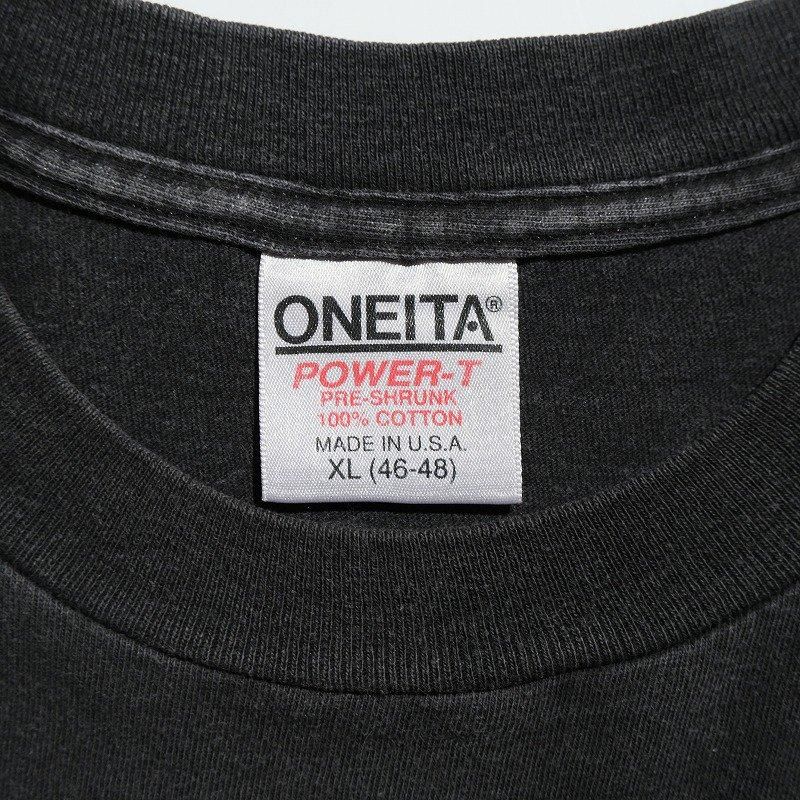 ONEITA®
POWER-T
PRE-SHRUNK
100% COTTON
MADE IN U.S.A.
XL (46-48)